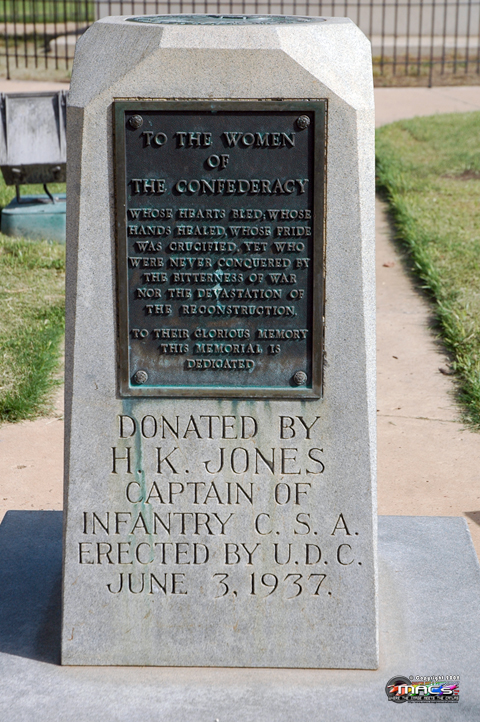 TO THE WOMEN
OF
THE CONFEDERACY
WHOSE HEARTS BLED; WHOSE
HANDS HEALED, WHOSE PRIDE
WAS CRUCIFIED, YET WHO
WERE NEVER CONQUERED BY
THE BITTERNESS OF WAR
NOR THE DEVASTATION OF
THE RECONSTRUCTION.
TO THEIR GLORIOUS MEMORY
THIS MEMORIAL IS
DEDICATED
DONATED BY
H. K. JONES
CAPTAIN OF
INFANTRY C. S. A.
ERECTED BY U. D. C.
JUNE 3, 1937.
MACS